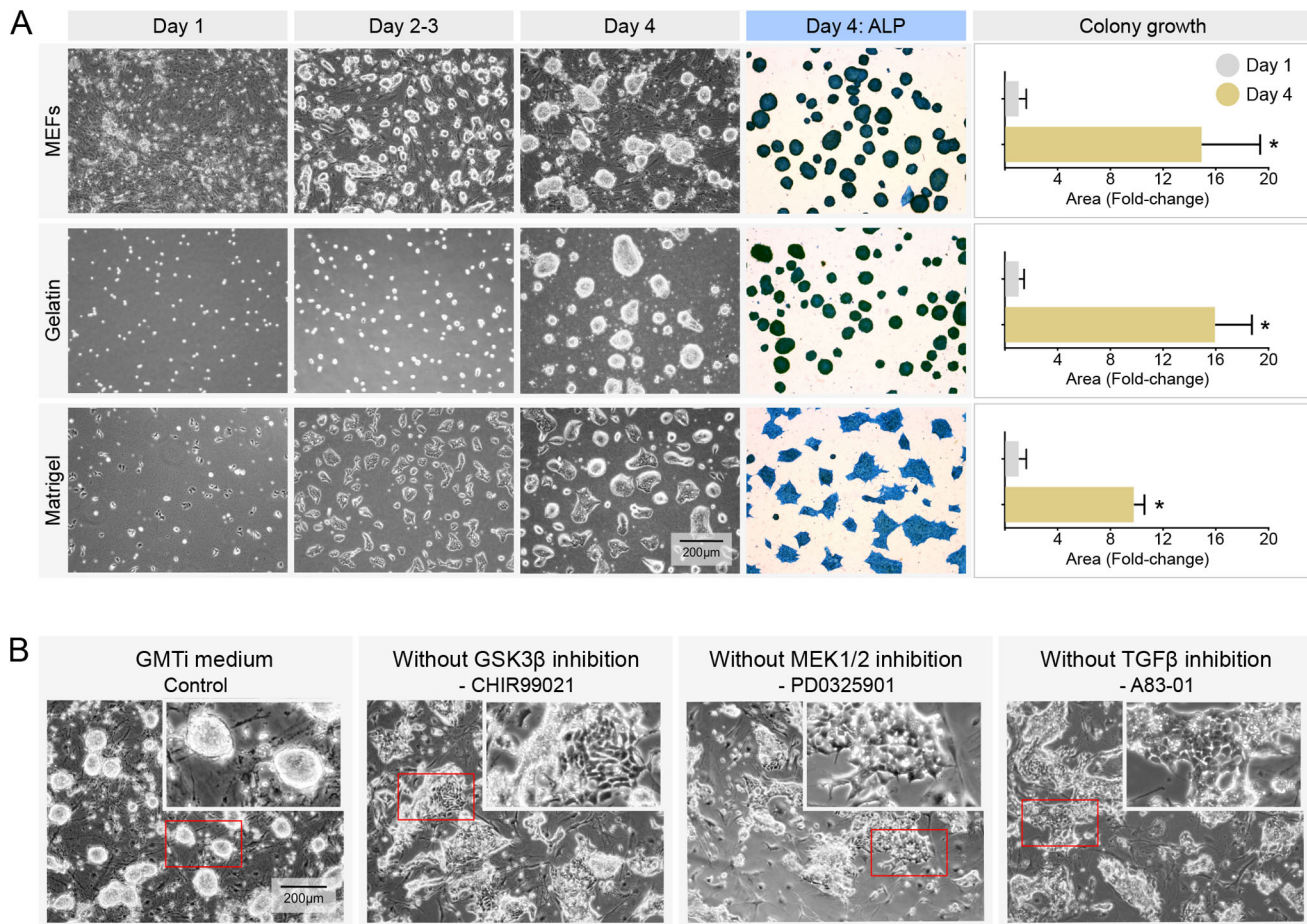 A
Day 1
Day 2-3
Day 4
Day 4: ALP
Colony growth
MEFs
Day 1
Day 4
*
4 8 12 16 20
Area (Fold-change)
Gelatin
*
4 8 12 16 20
Area (Fold-change)
Matrigel
200µm
*
4 8 12 16 20
Area (Fold-change)
B
GMTi medium
Control
200µm
Without GSK3β inhibition
- CHIR99021
Without MEK1/2 inhibition
- PD0325901
Without TGFβ inhibition
- A83-01